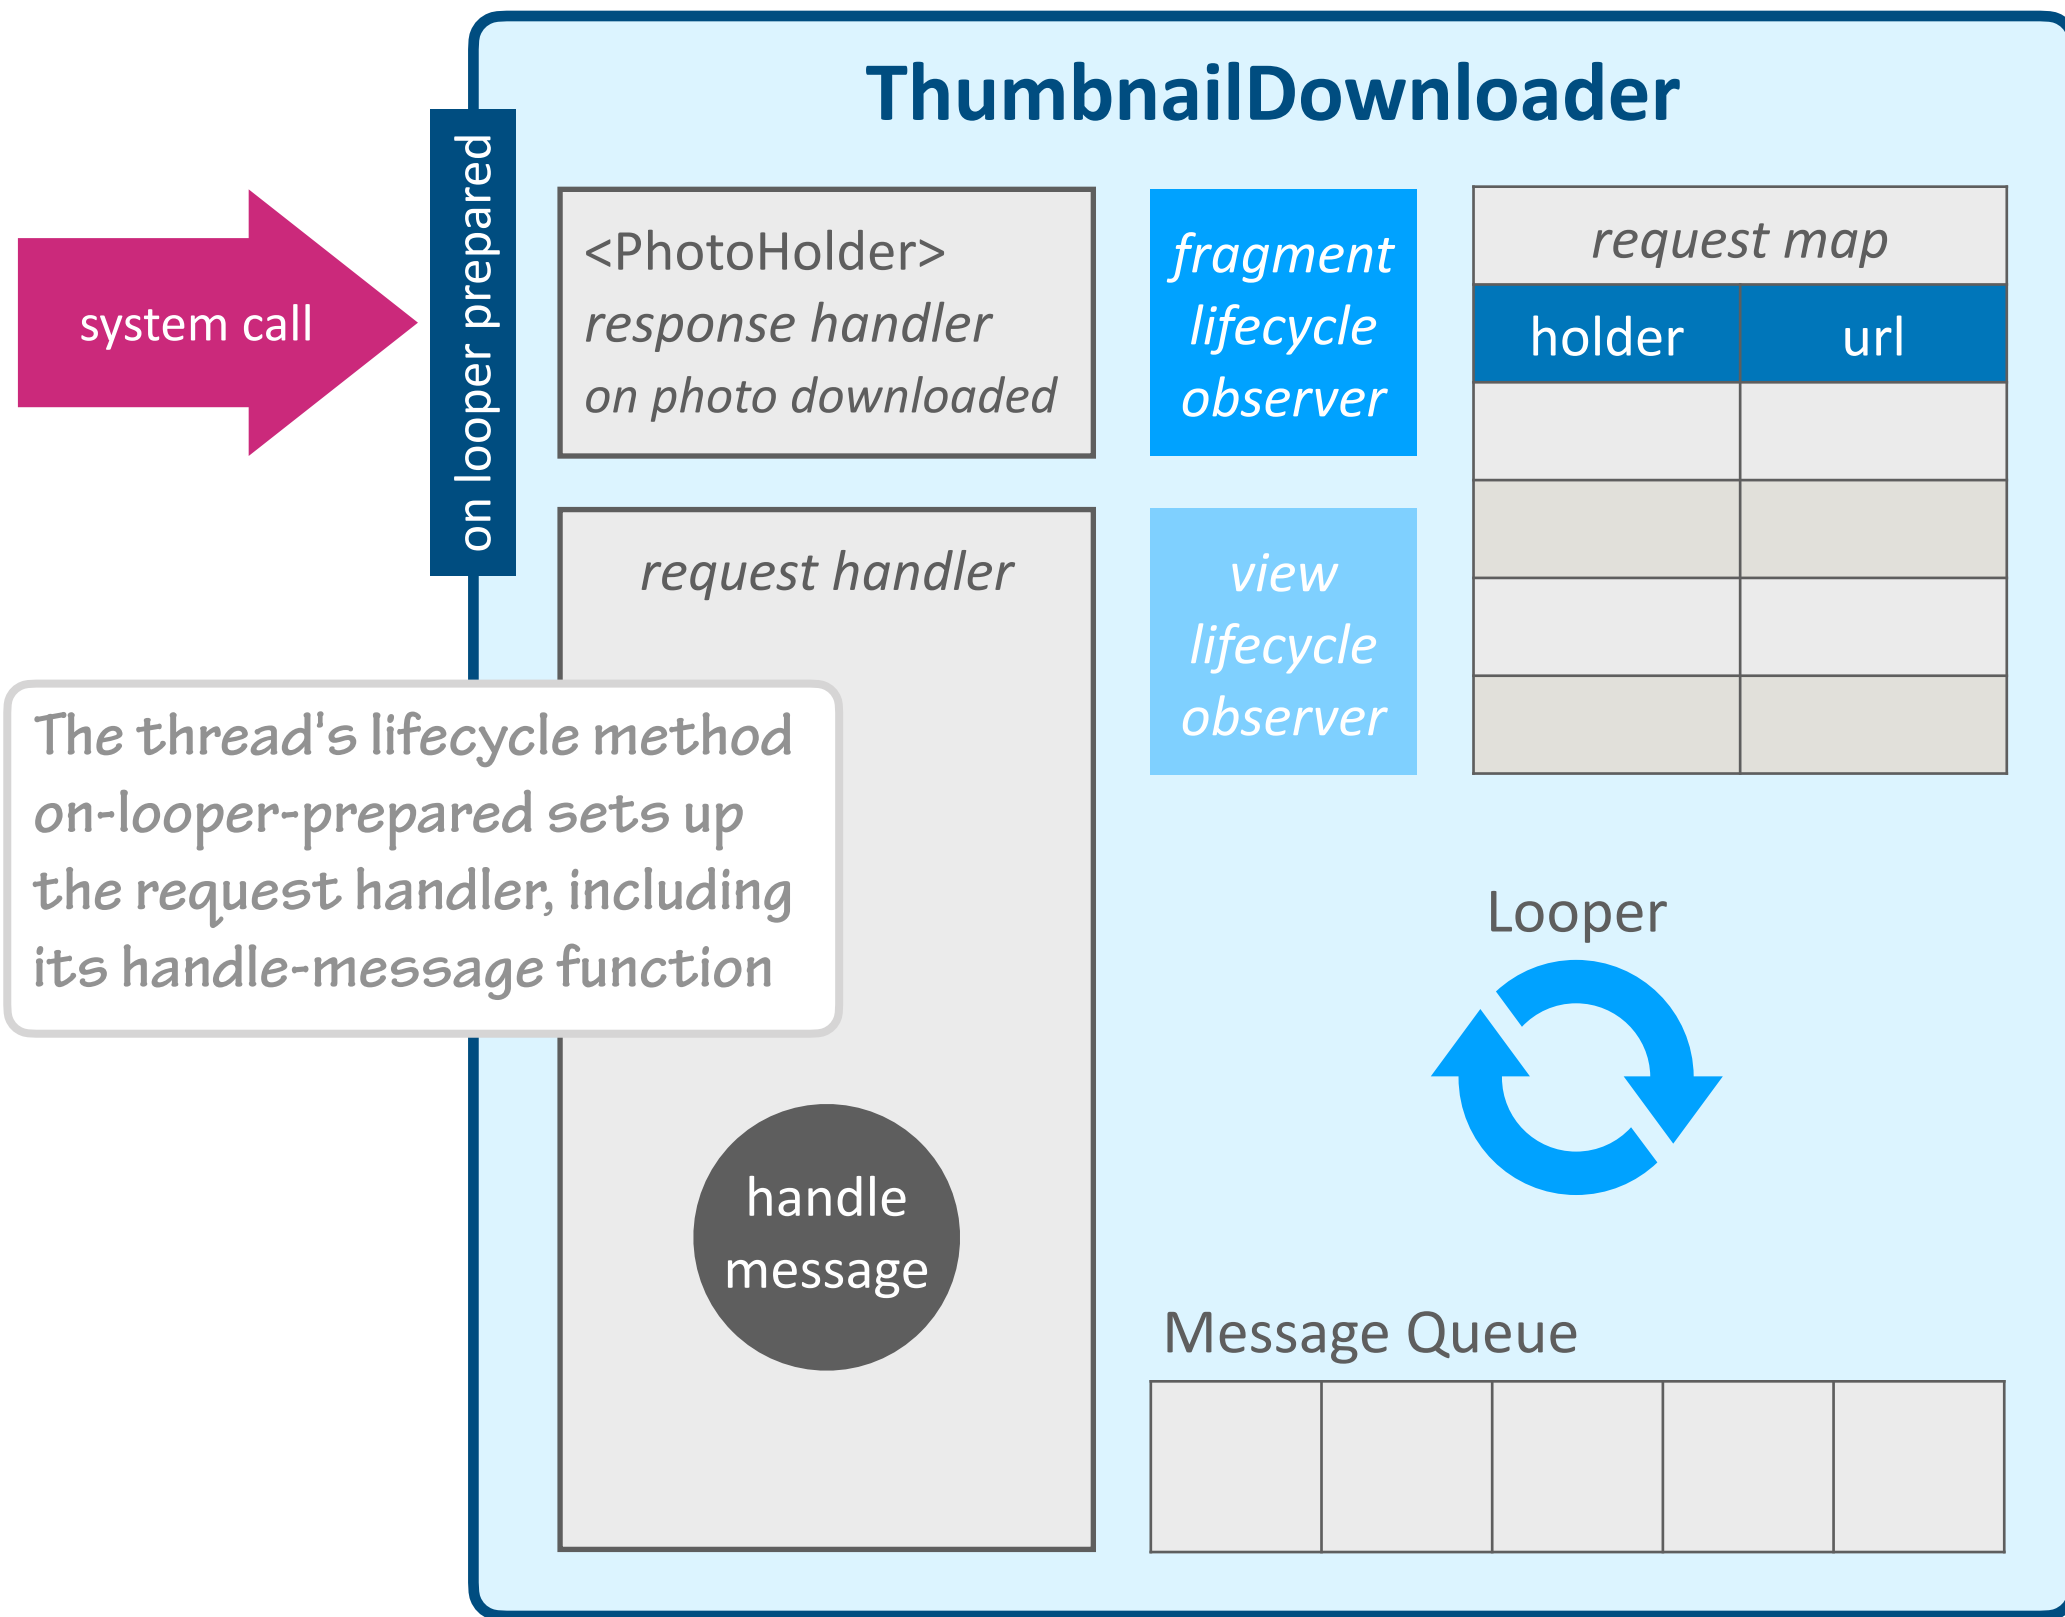 ThumbnailDownloader
on looper prepared
system call
<PhotoHolder>
response handler
on photo downloaded
fragment
lifecycle
observer
request map
holder url
request handler
view
lifecycle
observer
The thread's lifecycle method
on-looper-prepared sets up
the request handler, including
its handle-message function
Looper
handle
message
Message Queue